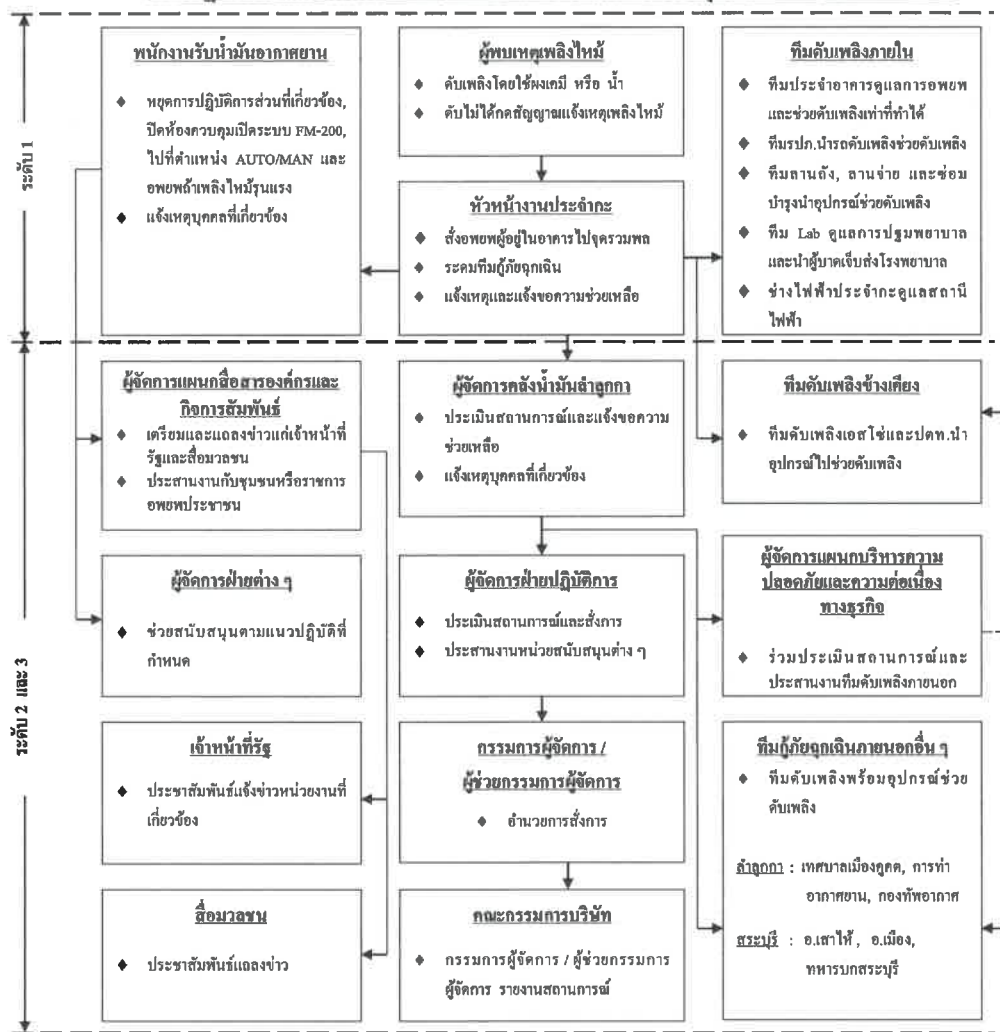 พนักงานรับน้ำมันอากาศยาน
◆ หยุดการปฏิบัติการส่วนที่เกี่ยวข้อง,
ปิดห้องควบคุมเปิดระบบ FM-200,
ไปที่ตำแหน่ง AUTO/MAN และ
อพยพถ้าเพลิงไหม้รุนแรง
◆ แจ้งเหตุบุคคลที่เกี่ยวข้อง
ผู้พบเหตุเพลิงไหม้
◆ ดับเพลิงโดยใช้ผงเคมี หรือ น้ำ
◆ ดับไม่ได้กดสัญญาณแจ้งเหตุเพลิงไหม้
ทีมดับเพลิงภายใน
◆ ทีมประจำอาคารดูแลการอพยพ
และช่วยดับเพลิงเท่าที่ทำได้
◆ ทีมรปภ.นำรถดับเพลิงช่วยดับเพลิง
◆ ทีมลานถัง, ลานจ่าย และซ่อม
บำรุงนำอุปกรณ์ช่วยดับเพลิง
◆ ทีม Lab ดูแลการปฐมพยาบาล
และนำผู้บาดเจ็บส่งโรงพยาบาล
◆ ช่างไฟฟ้าประจำกะดูแลสถานี
ไฟฟ้า
ระดับ 1
หัวหน้างานประจำกะ
◆ สั่งอพยพผู้อยู่ในอาคารไปจุดรวมพล
◆ ระดมทีมกู้ภัยฉุกเฉิน
◆ แจ้งเหตุและแจ้งขอความช่วยเหลือ
ผู้จัดการแผนกสื่อสารองค์กรและ
กิจการสัมพันธ์
◆ เตรียมและแถลงข่าวแก่เจ้าหน้าที่
รัฐและสื่อมวลชน
◆ ประสานงานกับชุมชนหรือราชการ
อพยพประชาชน
ผู้จัดการคลังน้ำมันลำลูกกา
◆ ประเมินสถานการณ์และแจ้งขอความ
ช่วยเหลือ
◆ แจ้งเหตุบุคคลที่เกี่ยวข้อง
ทีมดับเพลิงข้างเคียง
◆ ทีมดับเพลิงเอสโซ่และปตท.นำ
อุปกรณ์ไปช่วยดับเพลิง
ผู้จัดการฝ่ายต่าง ๆ
◆ ช่วยสนับสนุนตามแนวปฏิบัติที่
กำหนด
ผู้จัดการฝ่ายปฏิบัติการ
◆ ประเมินสถานการณ์และสั่งการ
◆ ประสานงานหน่วยสนับสนุนต่าง ๆ
ผู้จัดการแผนกบริหารความ
ปลอดภัยและความต่อเนื่อง
ทางธุรกิจ
◆ ร่วมประเมินสถานการณ์และ
ประสานงานทีมดับเพลิงภายนอก
ระดับ 2 และ 3
เจ้าหน้าที่รัฐ
◆ ประชาสัมพันธ์แจ้งข่าวหน่วยงานที่
เกี่ยวข้อง
กรรมการผู้จัดการ /
ผู้ช่วยกรรมการผู้จัดการ
◆ อำนวยการสั่งการ
ทีมกู้ภัยฉุกเฉินภายนอกอื่น ๆ
◆ ทีมดับเพลิงพร้อมอุปกรณ์ช่วย
ดับเพลิง
ลำลูกกา : เทศบาลเมืองคูคต, การท่า
อากาศยาน, กองทัพอากาศ
สระบุรี : อ.เสาไห้, อ.เมือง,
ทหารบกสระบุรี
สื่อมวลชน
◆ ประชาสัมพันธ์แถลงข่าว
คณะกรรมการบริษัท
◆ กรรมการผู้จัดการ / ผู้ช่วยกรรมการ
ผู้จัดการ รายงานสถานการณ์